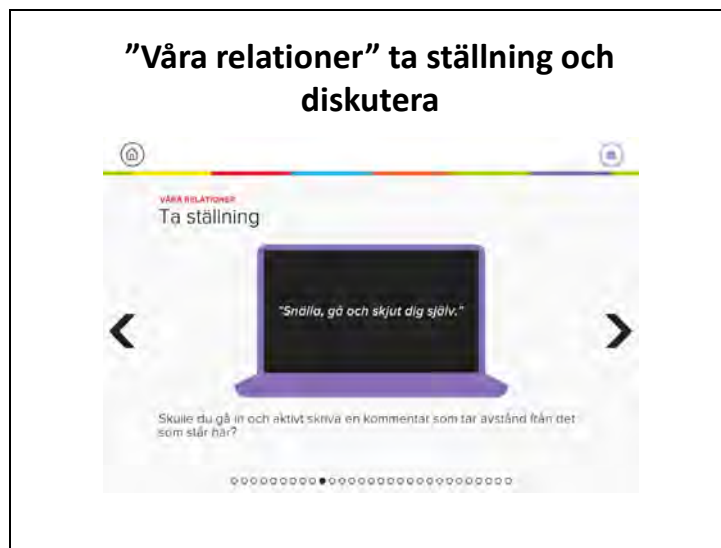 ”Våra relationer” ta ställning och
diskutera
VÅRA RELATIONER
Ta ställning
"Snälla, gå och skjut dig själv."
Skulle du gå in och aktivt skriva en kommentar som tar avstånd från det
som står här?